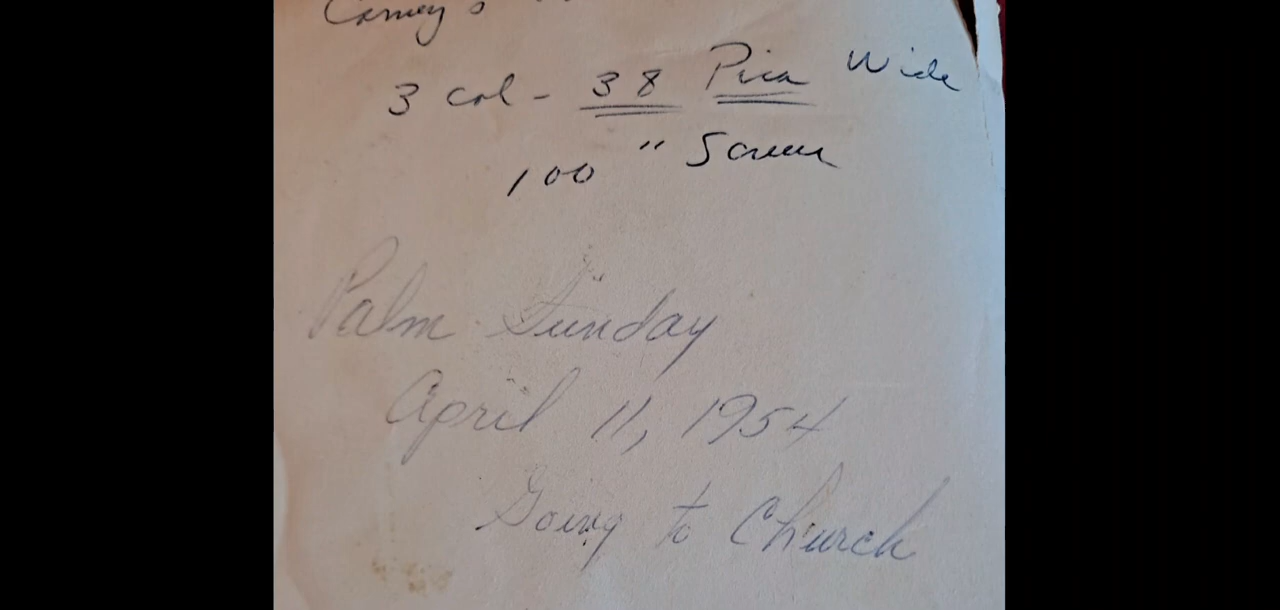 3 col - 38 Pica Wide
100 " Screen
Palm Sunday
April 11, 1954
Going to Church